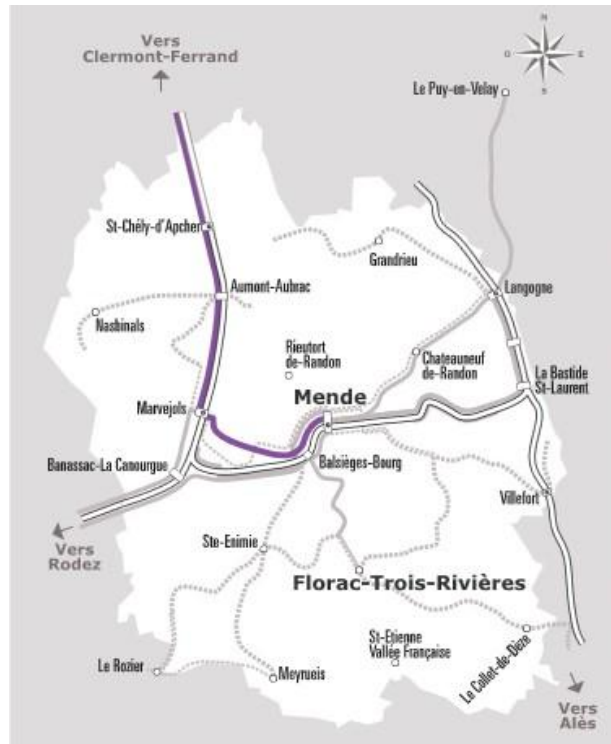 N
Vers
Clermont-Ferrand
O
E
S
Le Puy-en-Velay
St-Chély-d'Apcher
Grandrieu
Aumont-Aubrac
Langogne
Nasbinals
Rieutort
de-Randon
Chateauneuf
de-Randon
La Bastide
St-Laurent
Mende
Marvejols
Banassac-La Canourgue
Balsièges-Bourg
Villefort
Vers
Rodez
Ste-Enimie
Florac-Trois-Rivières
St-Etienne
Vallée Française
Le Collet-de-Dèze
Le Rozier
Meyrueis
Vers
Alès